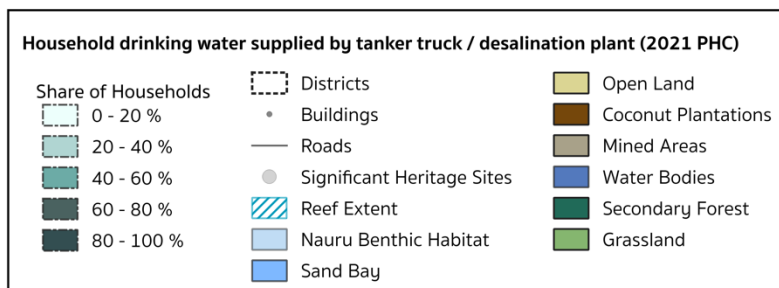 Household drinking water supplied by tanker truck / desalination plant (2021 PHC)
Share of Households
0 - 20 %
20 - 40 %
40 - 60 %
60 - 80 %
80 - 100 %
Districts
Buildings
Roads
Significant Heritage Sites
Reef Extent
Nauru Benthic Habitat
Sand Bay
Open Land
Coconut Plantations
Mined Areas
Water Bodies
Secondary Forest
Grassland